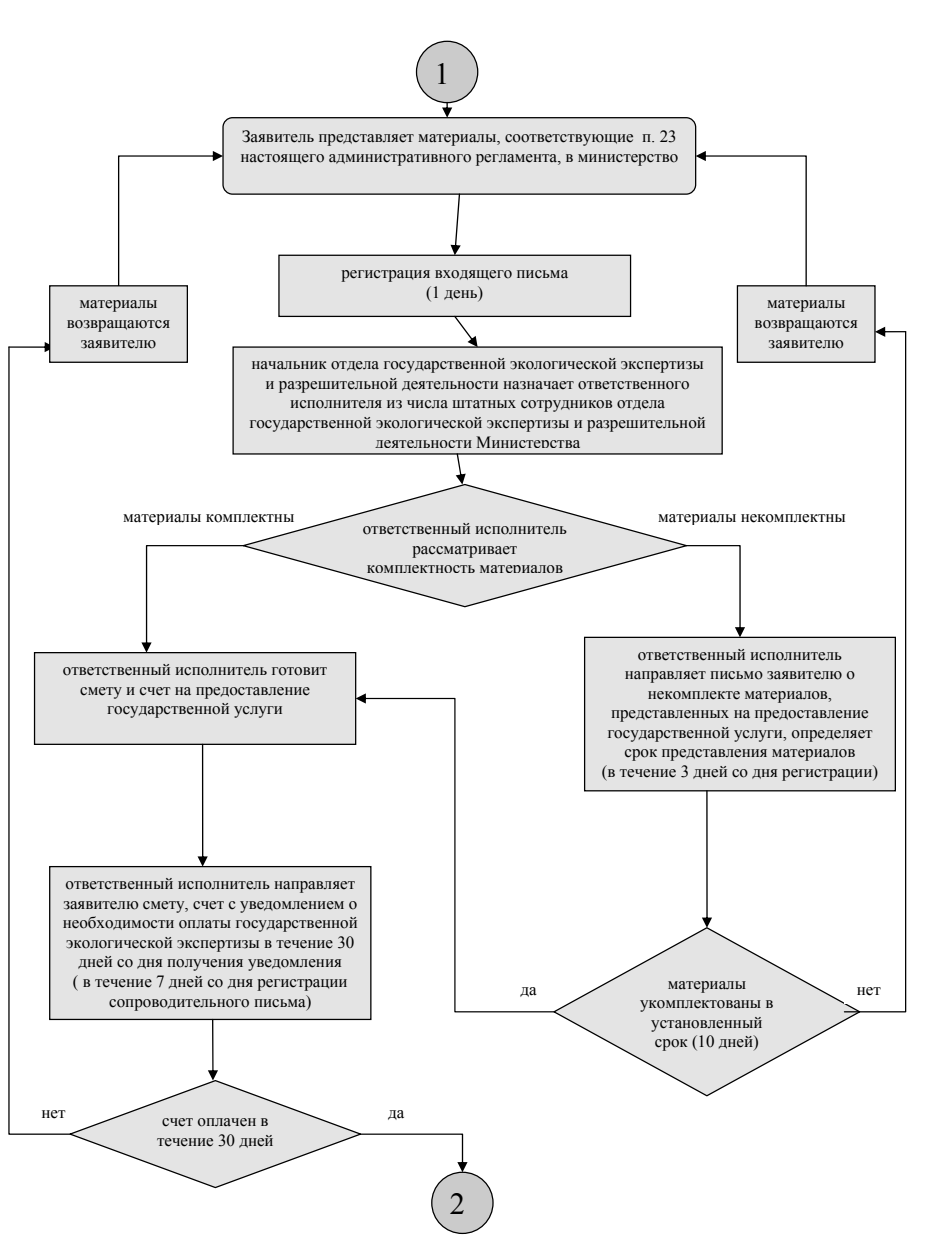 1
Заявитель представляет материалы, соответствующие п. 23
настоящего административного регламента, в министерство
регистрация входящего письма
(1 день)
материалы
возвращаются
заявителю
материалы
возвращаются
заявителю
начальник отдела государственной экологической экспертизы
и разрешительной деятельности назначает ответственного
исполнителя из числа штатных сотрудников отдела
государственной экологической экспертизы и разрешительной
деятельности Министерства
материалы комплектны
материалы некомплектны
ответственный исполнитель
рассматривает
комплектность материалов
ответственный исполнитель готовит
смету и счет на предоставление
государственной услуги
ответственный исполнитель
направляет письмо заявителю о
некомплекте материалов,
представленных на предоставление
государственной услуги, определяет
срок представления материалов
(в течение 3 дней со дня регистрации)
ответственный исполнитель направляет
заявителю смету, счет с уведомлением о
необходимости оплаты государственной
экологической экспертизы в течение 30
дней со дня получения уведомления
( в течение 7 дней со дня регистрации
сопроводительного письма)
да
материалы
укомплектованы в
установленный
срок (10 дней)
нет
нет
счет оплачен в
течение 30 дней
да
2